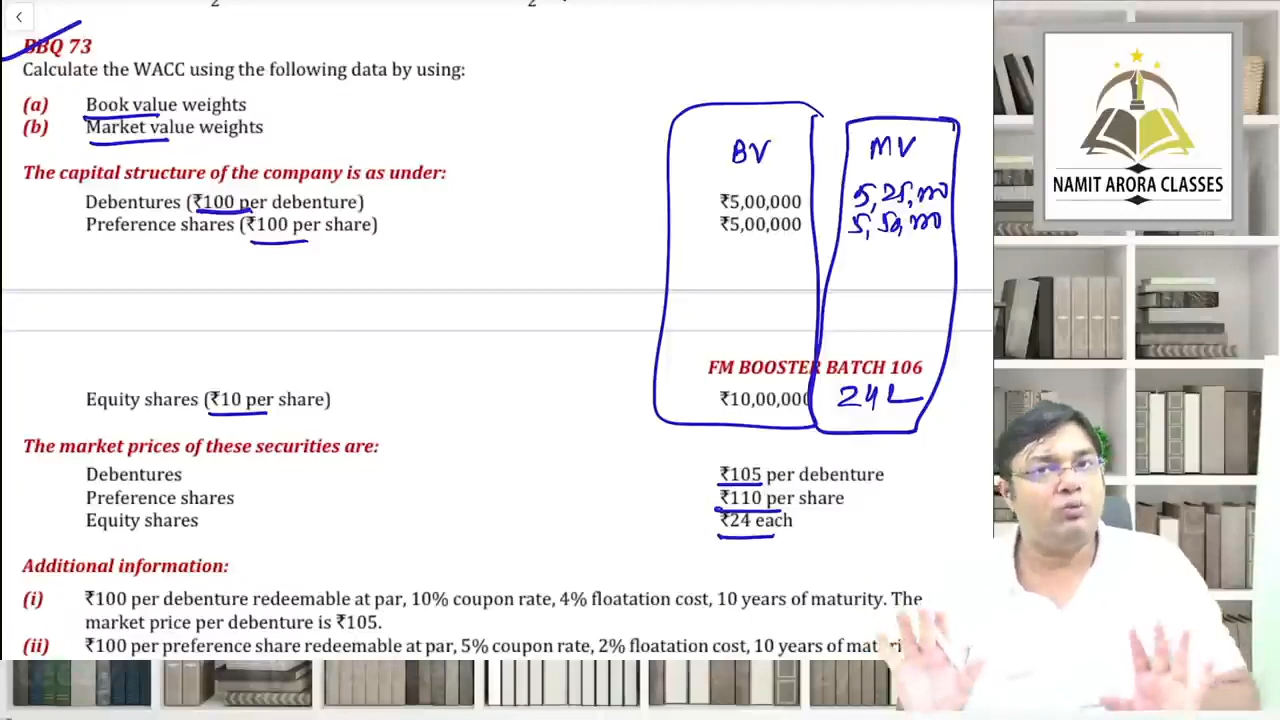 2 2
BBQ 73
Calculate the WACC using the following data by using:
(a) Book value weights
(b) Market value weights
BV MV
The capital structure of the company is as under:
Debentures (₹100 per debenture) ₹5,00,000 5,25,000
Preference shares (₹100 per share) ₹5,00,000 5,50,000
NAMIT ARORA CLASSES
FM BOOSTER BATCH 106
Equity shares (₹10 per share) ₹10,00,000 24 L
The market prices of these securities are:
Debentures ₹105 per debenture
Preference shares ₹110 per share
Equity shares ₹24 each
Additional information:
(i) ₹100 per debenture redeemable at par, 10% coupon rate, 4% floatation cost, 10 years of maturity. The
market price per debenture is ₹105.
(ii) ₹100 per preference share redeemable at par, 5% coupon rate, 2% floatation cost, 10 years of